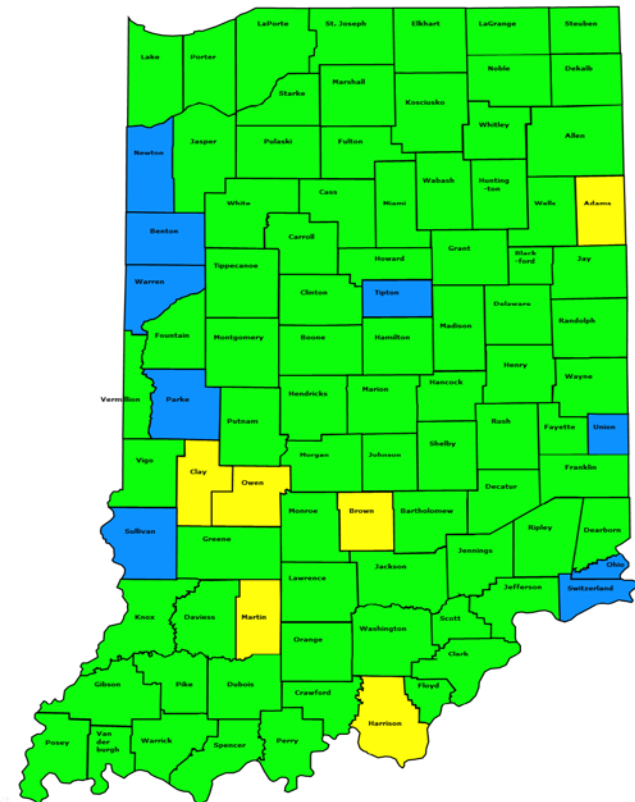 LaPorte
St. Joseph
Elkhart
LaGrange
Steuben
Lake
Porter
Noble
Dekalb
Marshall
Starke
Kosciusko
Whitley
Allen
Newton
Jasper
Pulaski
Fulton
Wabash
Hunting
-ton
White
Cass
Miami
Wells
Adams
Benton
Carroll
Grant
Black
-ford
Jay
Howard
Tippecanoe
Warren
Clinton
Tipton
Delaware
Randolph
Madison
Fountain
Montgomery
Boone
Hamilton
Henry
Wayne
Vermillion
Parke
Hendricks
Marion
Hancock
Putnam
Rush
Fayette
Union
Shelby
Morgan
Johnson
Vigo
Clay
Owen
Franklin
Decatur
Monroe
Brown
Bartholomew
Sullivan
Greene
Ripley
Dearborn
Jennings
Jackson
Ohio
Lawrence
Jefferson
Switzerland
Knox
Daviess
Martin
Scott
Orange
Washington
Clark
Gibson
Pike
Dubois
Crawford
Floyd
Harrison
Posey
Van
der
burgh
Warrick
Spencer
Perry